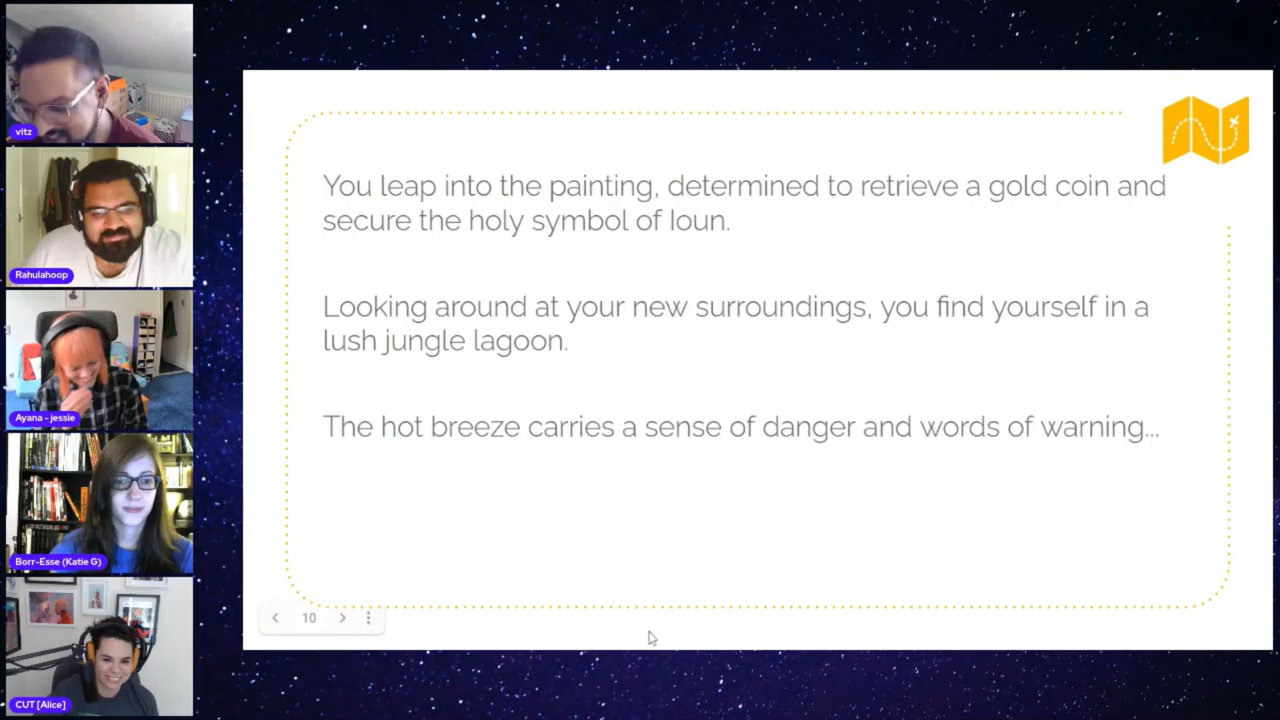 vitz
Rahulahoop
Ayana - jessie
Borr-Esse (Katie G)
CUT [Alice]
You leap into the painting, determined to retrieve a gold coin and
secure the holy symbol of Ioun.
Looking around at your new surroundings, you find yourself in a
lush jungle lagoon.
The hot breeze carries a sense of danger and words of warning...
10